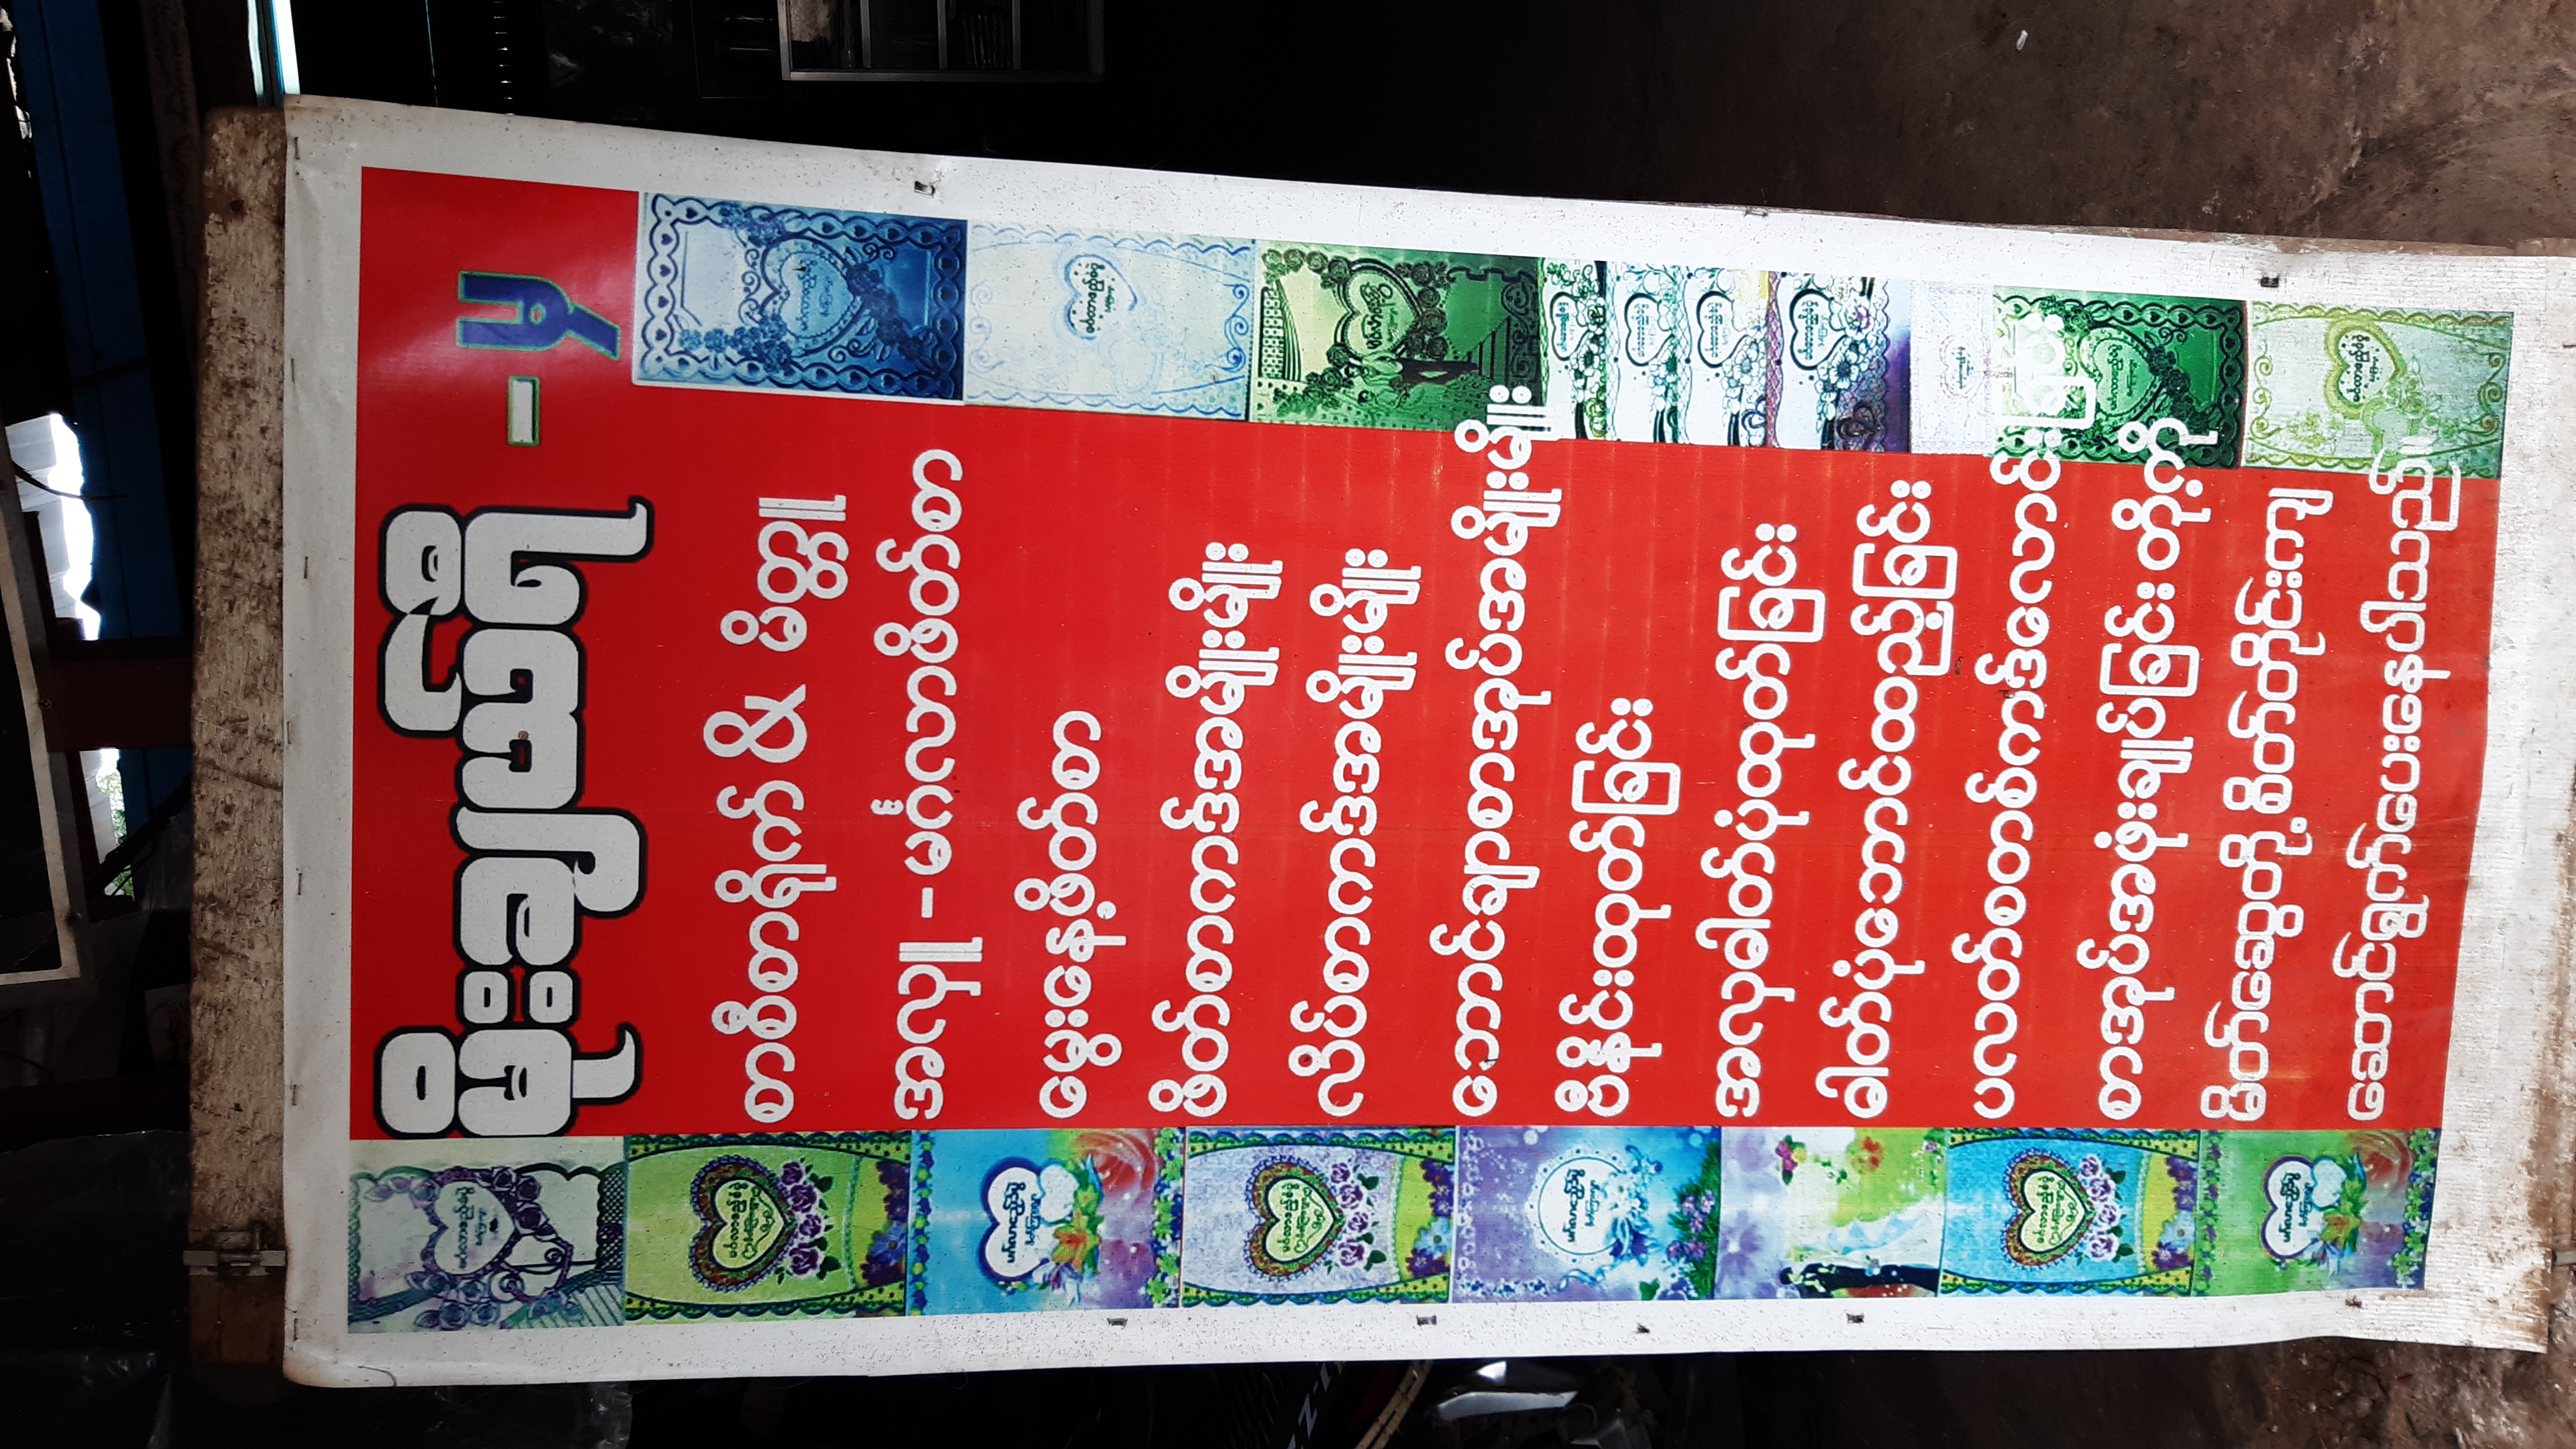 မိုးချယ်ရီ - ၄
စာစီစာရိုက် & မိတ္တူ
အလှူ - မင်္ဂလာဖိတ်စာ
မွေးနေ့ဖိတ်စာ
ဖိတ်စာကဒ်အမျိုးမျိုး
လိပ်စာကဒ်အမျိုးမျိုး
ဘောင်ချာစာအုပ်အမျိုးမျိုး
ဗီနိုင်းထုတ်ခြင်း
အလှဓါတ်ပုံထုတ်ခြင်း
ဓါတ်ပုံဘောင်ထည့်ခြင်း
ပလတ်စတစ်ကဒ်လောင်းခြင်း
စာအုပ်အဖုံးချုပ်ခြင်း တို့ကို
မိတ်ဆွေတို့ စိတ်တိုင်းကျ
ဆောင်ရွက်ပေးနေပါသည်။